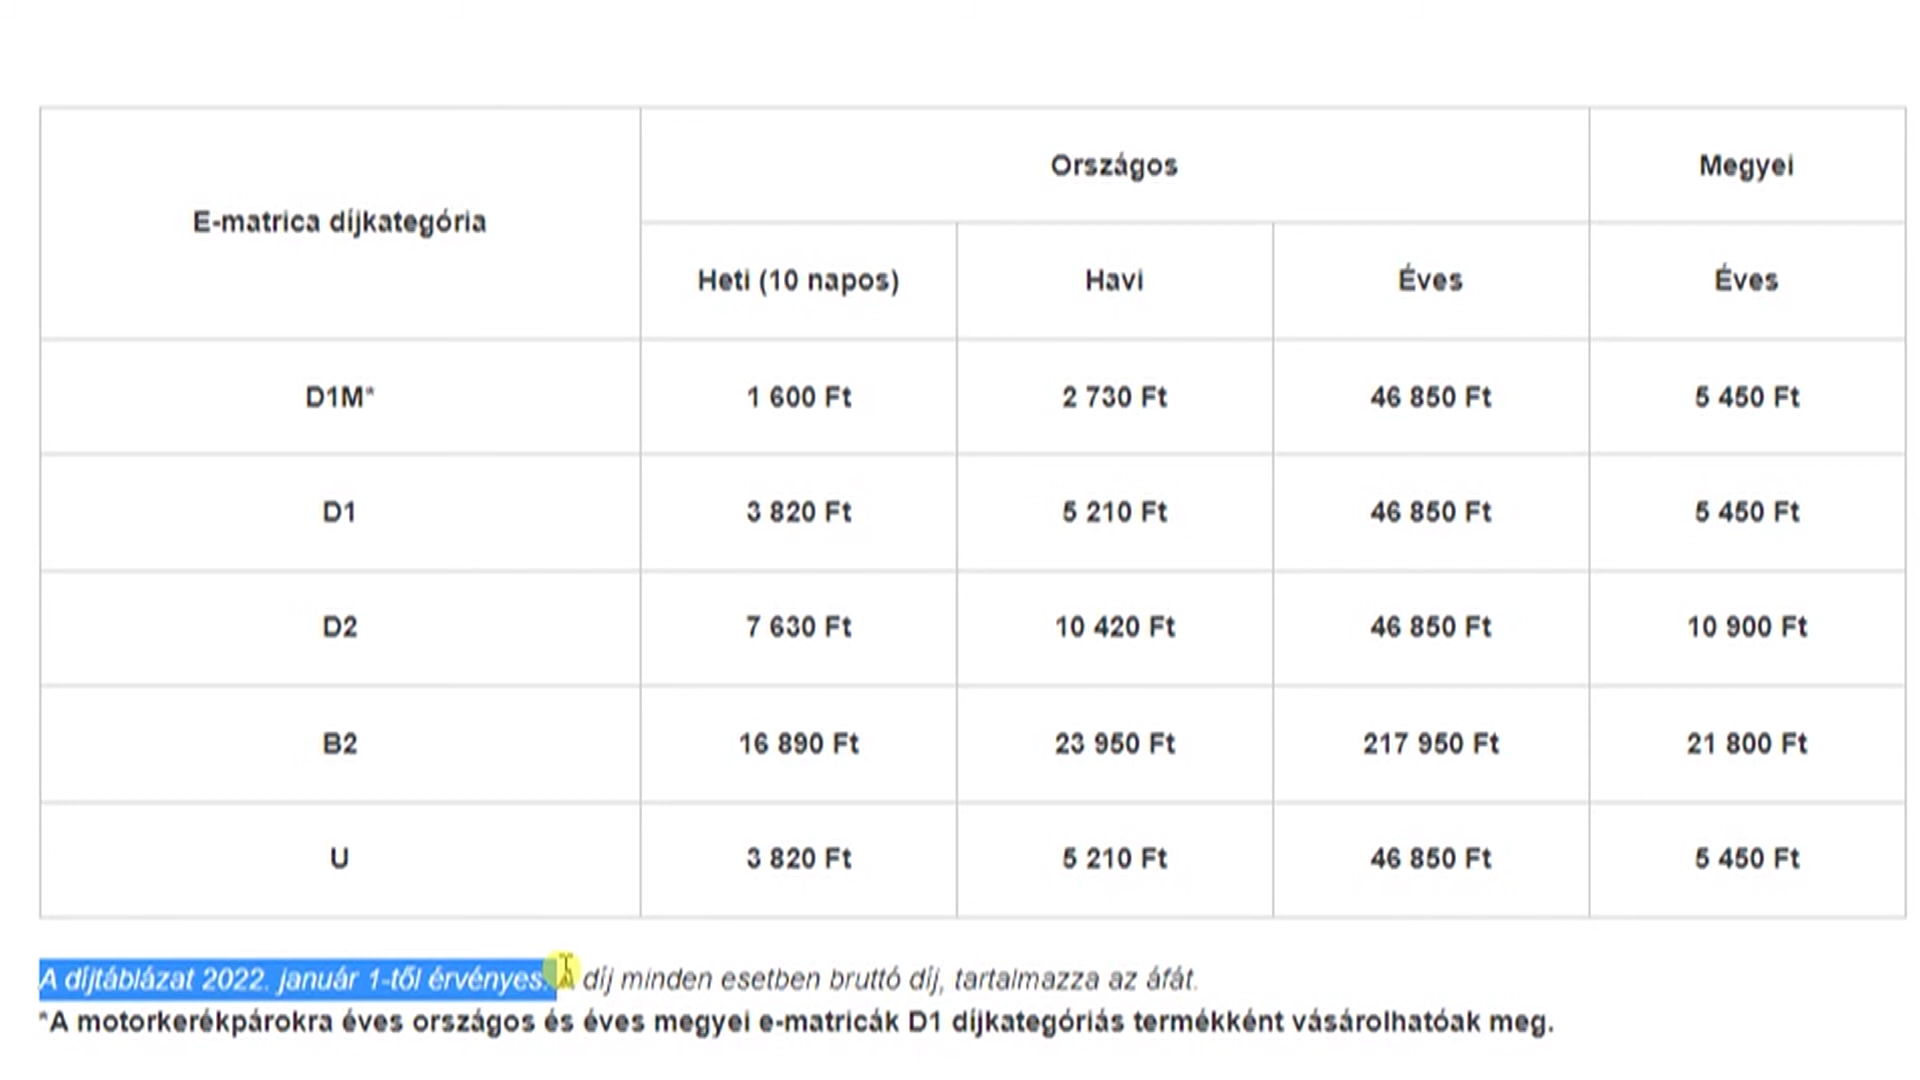 E-matrica díjkategória
Országos
Megyei
Heti (10 napos)
Havi
Éves
Éves
D1M*
1 600 Ft
2 730 Ft
46 850 Ft
5 450 Ft
D1
3 820 Ft
5 210 Ft
46 850 Ft
5 450 Ft
D2
7 630 Ft
10 420 Ft
46 850 Ft
10 900 Ft
B2
16 890 Ft
23 950 Ft
217 950 Ft
21 800 Ft
U
3 820 Ft
5 210 Ft
46 850 Ft
5 450 Ft
A díjtáblázat 2022. január 1-től érvényes. A díj minden esetben bruttó díj, tartalmazza az áfát.
*A motorkerékpárokra éves országos és éves megyei e-matricák D1 díjkategóriás termékként vásárolhatóak meg.